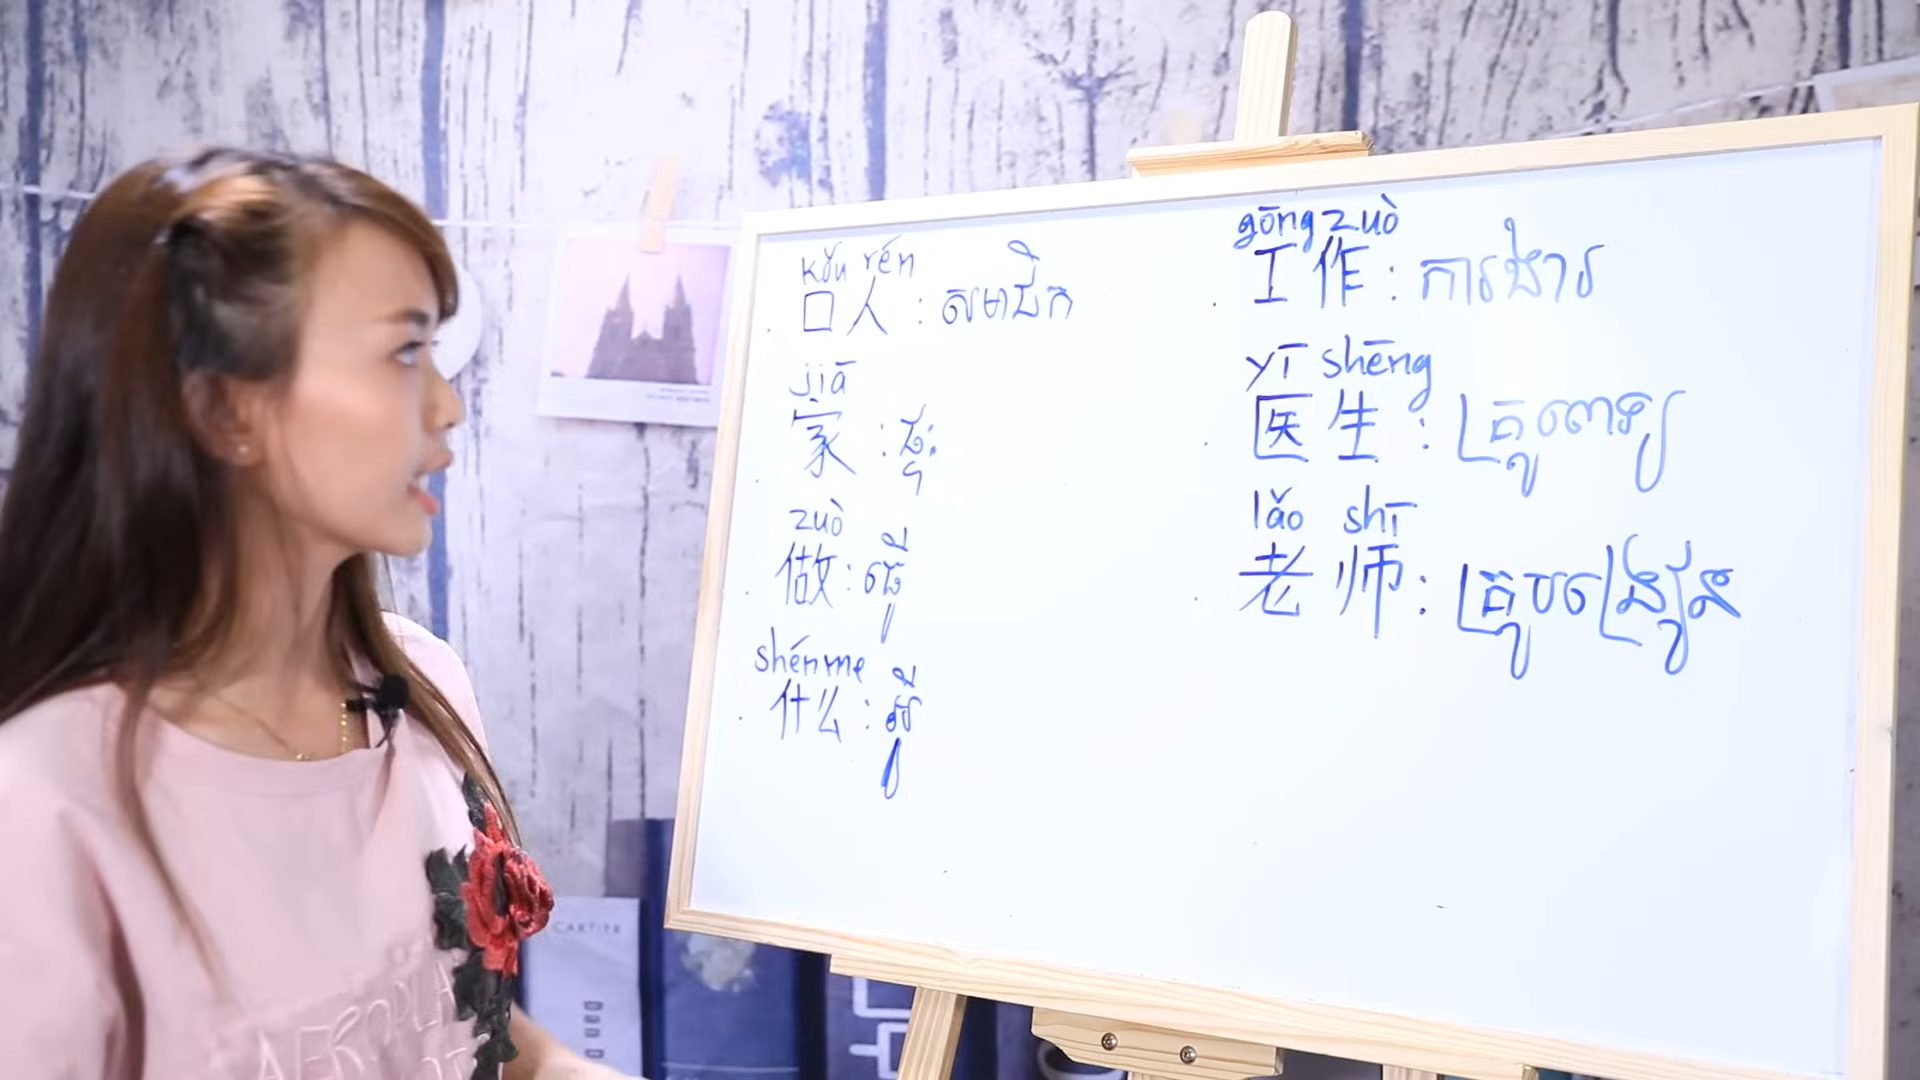 kǒu rén
口人 : សមាជិក
jiā
家 : ផ្ទះ
zuò
做 : ធ្វើ
shénme
什么 : អ្វី
gōng zuò
工作 : ការងារ
yī shēng
医生 : គ្រូពេទ្យ
lǎo shī
老师 : គ្រូបង្រៀន
CARTIER